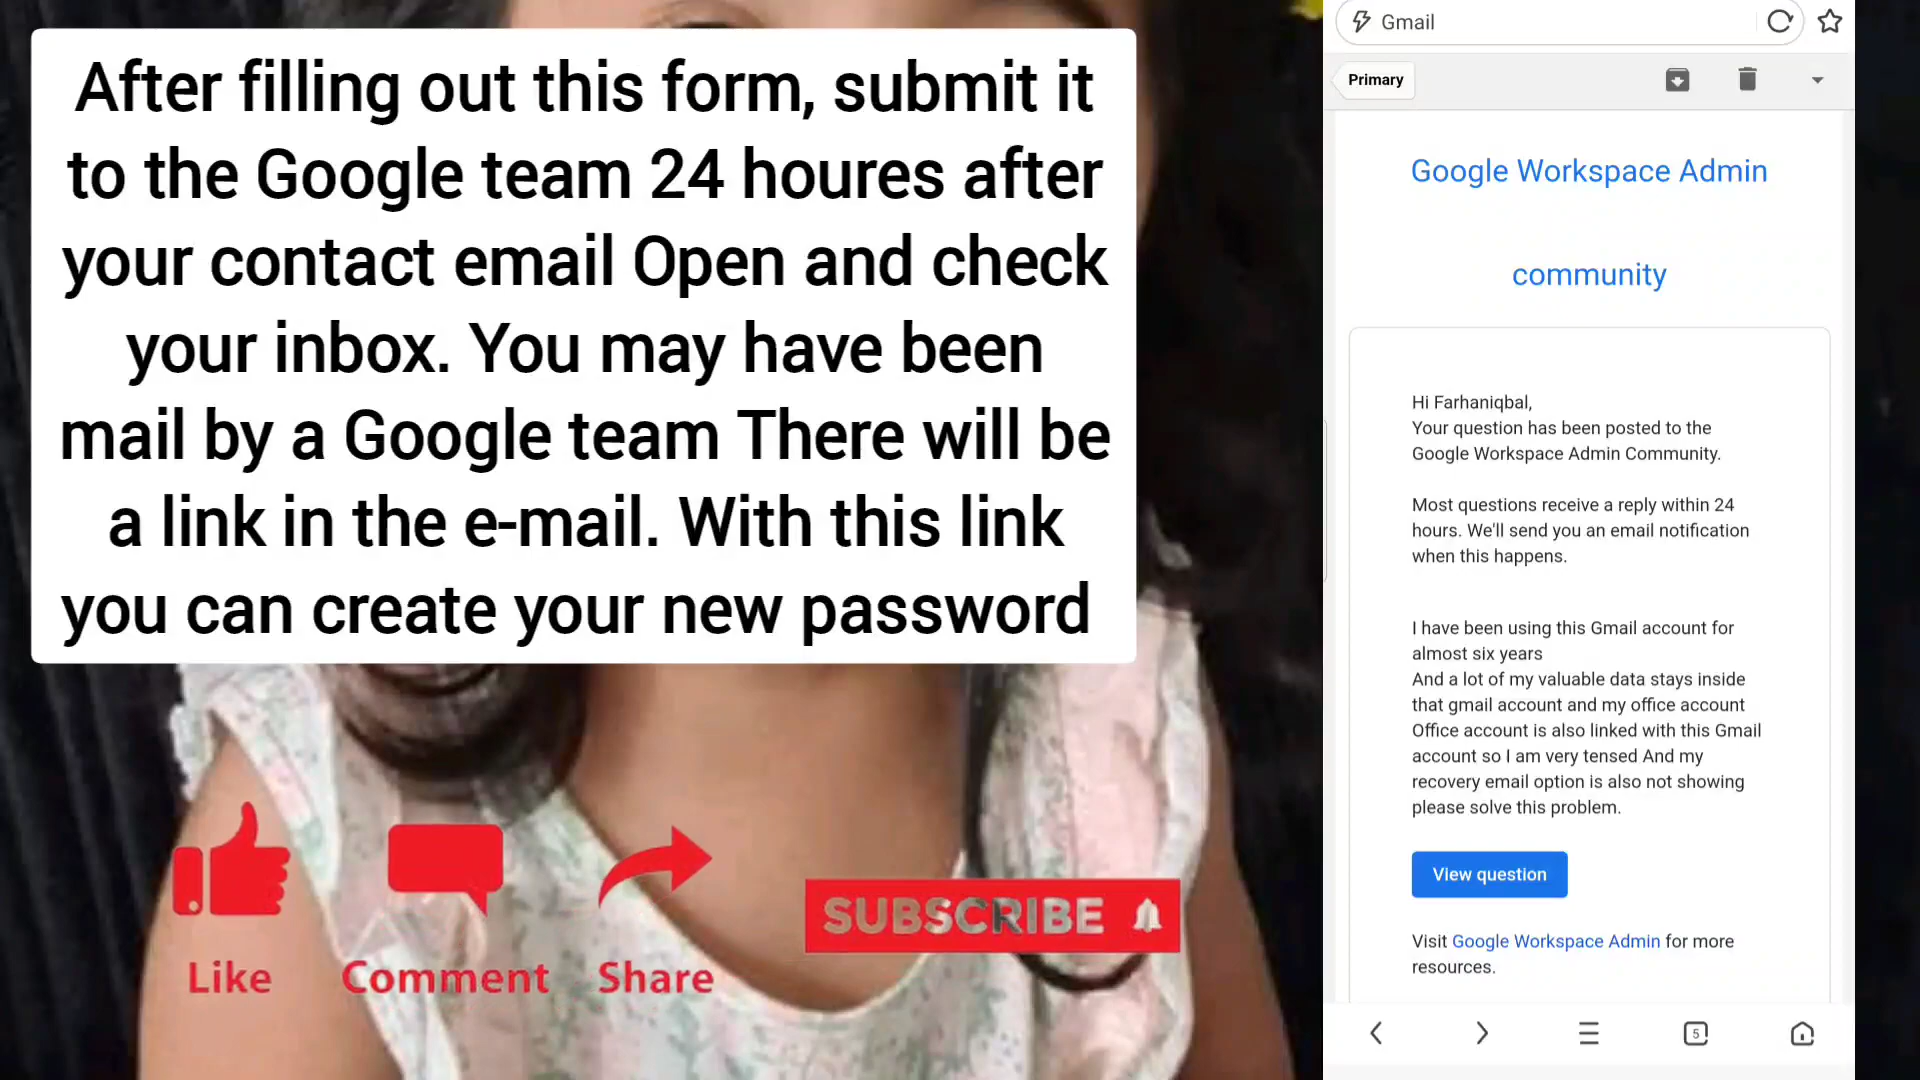 After filling out this form, submit it
to the Google team 24 houres after
your contact email Open and check
your inbox. You may have been
mail by a Google team There will be
a link in the e-mail. With this link
you can create your new password
Like
Comment
Share
SUBSCRIBE
Gmail
Primary
Google Workspace Admin
community
Hi Farhaniqbal,
Your question has been posted to the
Google Workspace Admin Community.
Most questions receive a reply within 24
hours. We'll send you an email notification
when this happens.
I have been using this Gmail account for
almost six years
And a lot of my valuable data stays inside
that gmail account and my office account
Office account is also linked with this Gmail
account so I am very tensed And my
recovery email option is also not showing
please solve this problem.
View question
Visit Google Workspace Admin for more
resources.
5